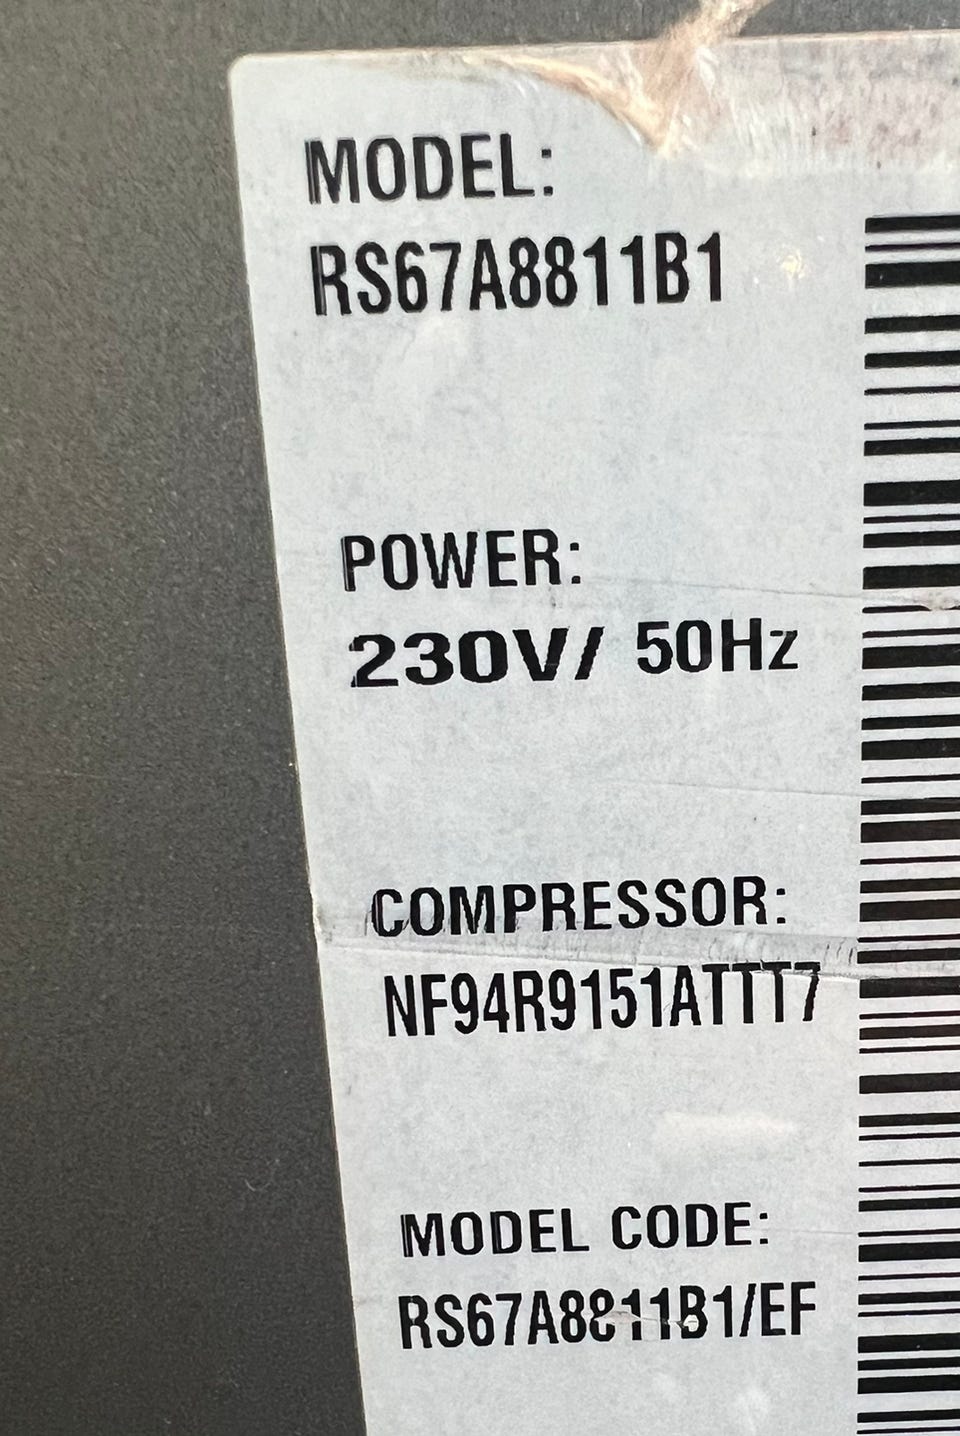 MODEL:
RS67A8811B1
POWER:
230V/ 50Hz
COMPRESSOR:
NF94R9151ATTT7
MODEL CODE:
RS67A8811B1/EF